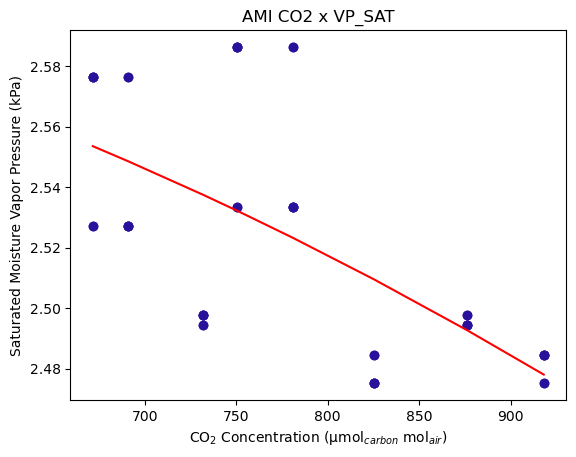 AMI CO2 x VP_SAT
Saturated Moisture Vapor Pressure (kPa)
2.58
2.56
2.54
2.52
2.50
2.48
700 750 800 850 900
CO₂ Concentration (μmol_carbon mol_air)